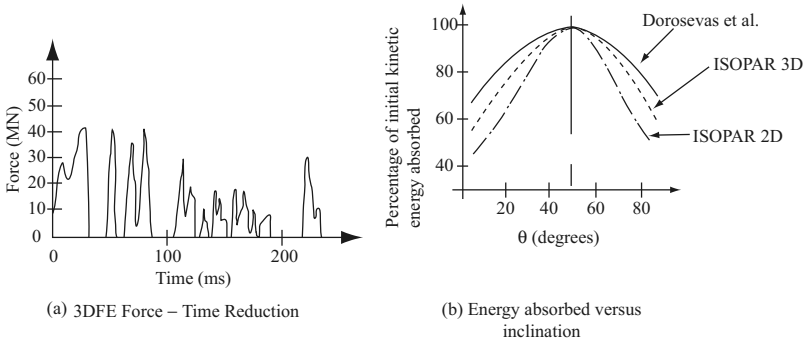 60
50
40
30
20
10
0
Force (MN)
0
100
200
Time (ms)
(a) 3DFE Force – Time Reduction
Percentage of initial kinetic
energy absorbed
100
80
60
40
20
40
60
80
θ (degrees)
Dorosevas et al.
ISOPAR 3D
ISOPAR 2D
(b) Energy absorbed versus
inclination